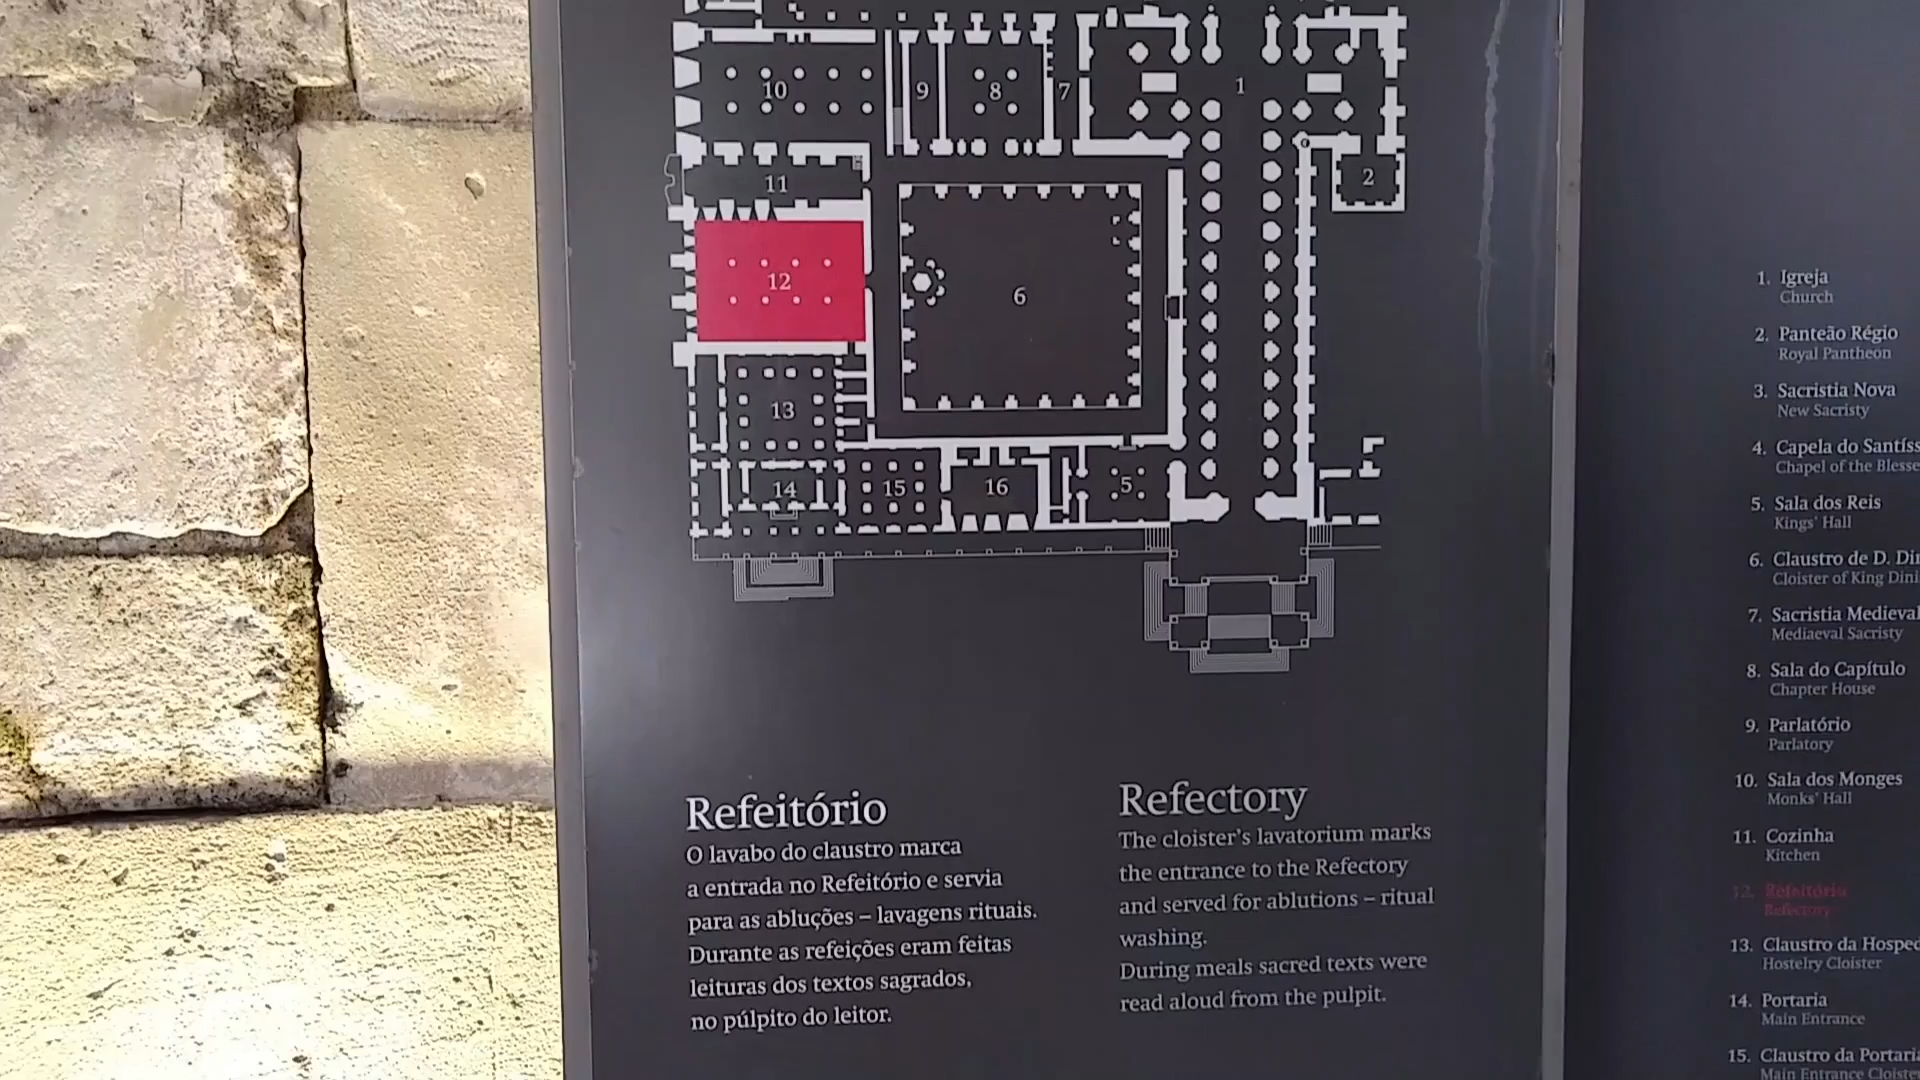 10
9
8
7
1
11
2
12
6
13
14
15
16
5
Refeitório
O lavabo do claustro marca
a entrada no Refeitório e servia
para as abluções – lavagens rituais.
Durante as refeições eram feitas
leituras dos textos sagrados,
no púlpito do leitor.
Refectory
The cloister's lavatorium marks
the entrance to the Refectory
and served for ablutions – ritual
washing.
During meals sacred texts were
read aloud from the pulpit.
1. Igreja
Church
2. Panteão Régio
Royal Pantheon
3. Sacristia Nova
New Sacristy
4. Capela do
Chapel of the
5. Sala dos Reis
Kings' Hall
6. Claustro de D.
Cloister of King
7. Sacristia Medieval
Mediaeval Sacristy
8. Sala do Capítulo
Chapter House
9. Parlatório
Parlatory
10. Sala dos Monges
Monks' Hall
11. Cozinha
Kitchen
12. Refeitório
Refectory
13. Claustro da
Hostelry Cloister
14. Portaria
Main Entrance
15. Claustro da Portaria
Main Entrance